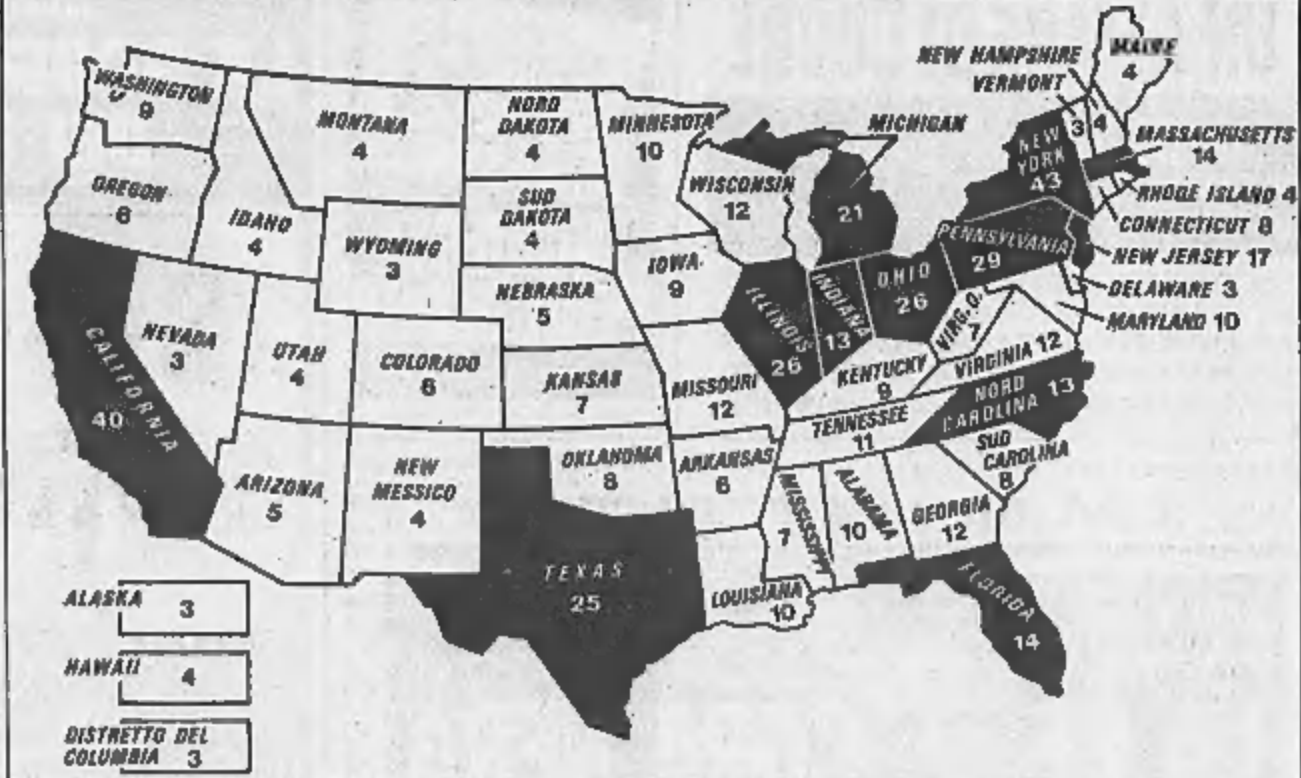 MAINE
4
NEW HAMPSHIRE
4
VERMONT
3
WASHINGTON
9
MONTANA
4
NORD
DAKOTA
4
MINNESOTA
10
MICHIGAN
21
NEW
YORK
43
MASSACHUSETTS
14
OREGON
6
IDAHO
4
WYOMING
3
SUD
DAKOTA
4
WISCONSIN
12
RHODE ISLAND 4
CONNECTICUT 8
PENNSYLVANIA
29
NEW JERSEY 17
DELAWARE 3
MARYLAND 10
IOWA
9
NEBRASKA
5
ILLINOIS
26
INDIANA
13
OHIO
26
VIRG. O.
7
VIRGINIA 12
CALIFORNIA
40
NEVADA
3
UTAH
4
COLORADO
6
KANSAS
7
MISSOURI
12
KENTUCKY
9
NORD
CAROLINA 13
TENNESSEE
11
SUD
CAROLINA
8
ARIZONA
5
NEW
MESSICO
4
OKLAHOMA
8
ARKANSAS
6
MISSISSIPPI
7
ALABAMA
10
GEORGIA
12
TEXAS
25
LOUISIANA
10
FLORIDA
14
ALASKA 3
HAWAII 4
DISTRETTO DEL
COLUMBIA 3